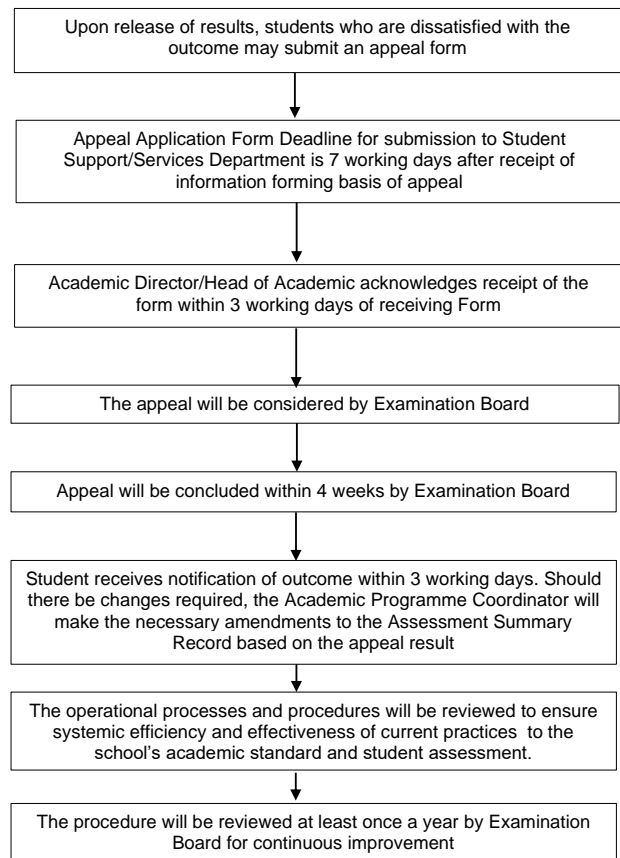 Upon release of results, students who are dissatisfied with the
outcome may submit an appeal form
Appeal Application Form Deadline for submission to Student
Support/Services Department is 7 working days after receipt of
information forming basis of appeal
Academic Director/Head of Academic acknowledges receipt of the
form within 3 working days of receiving Form
The appeal will be considered by Examination Board
Appeal will be concluded within 4 weeks by Examination Board
Student receives notification of outcome within 3 working days. Should
there be changes required, the Academic Programme Coordinator will
make the necessary amendments to the Assessment Summary
Record based on the appeal result
The operational processes and procedures will be reviewed to ensure
systemic efficiency and effectiveness of current practices to the
school’s academic standard and student assessment.
The procedure will be reviewed at least once a year by Examination
Board for continuous improvement